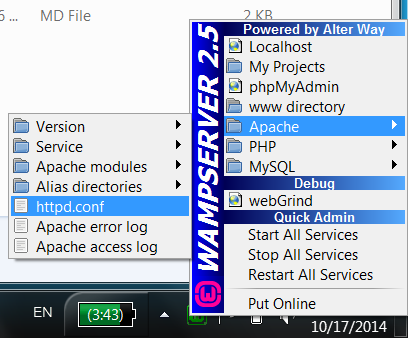 MD File 2 KB
WAMPSERVER 2.5
Powered by Alter Way
Localhost
My Projects
phpMyAdmin
www directory
Apache
PHP
MySQL
Debug
webGrind
Quick Admin
Start All Services
Stop All Services
Restart All Services
Put Online
Version
Service
Apache modules
Alias directories
httpd.conf
Apache error log
Apache access log
EN (3:43)
10/17/2014